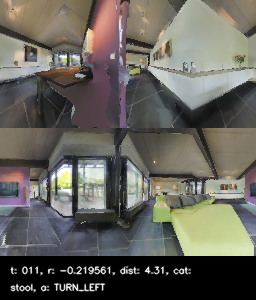 t: 011, r: -0.219561, dist: 4.31, cat:
stool, a: TURN_LEFT